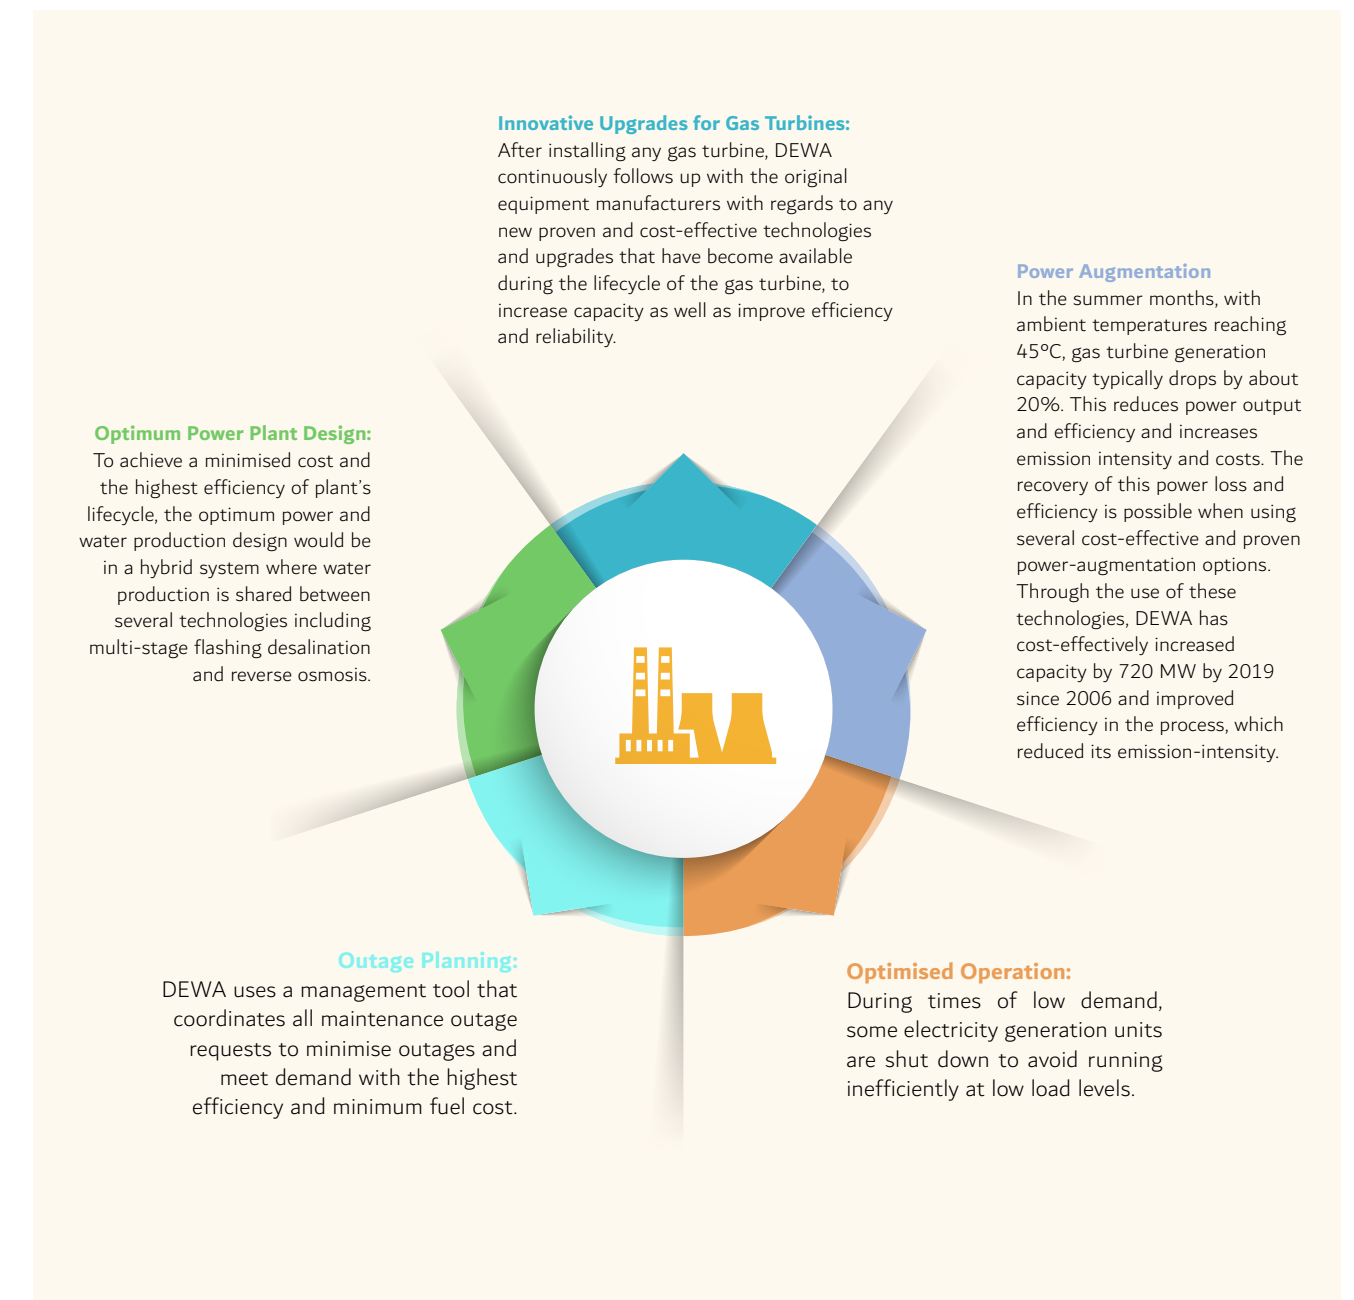 Innovative Upgrades for Gas Turbines:
After installing any gas turbine, DEWA
continuously follows up with the original
equipment manufacturers with regards to any
new proven and cost-effective technologies
and upgrades that have become available
during the lifecycle of the gas turbine, to
increase capacity as well as improve efficiency
and reliability.
Power Augmentation
In the summer months, with
ambient temperatures reaching
45°C, gas turbine generation
capacity typically drops by about
20%. This reduces power output
and efficiency and increases
emission intensity and costs. The
recovery of this power loss and
efficiency is possible when using
several cost-effective and proven
power-augmentation options.
Through the use of these
technologies, DEWA has
cost-effectively increased
capacity by 720 MW by 2019
since 2006 and improved
efficiency in the process, which
reduced its emission-intensity.
Optimum Power Plant Design:
To achieve a minimised cost and
the highest efficiency of plant’s
lifecycle, the optimum power and
water production design would be
in a hybrid system where water
production is shared between
several technologies including
multi-stage flashing desalination
and reverse osmosis.
Outage Planning:
DEWA uses a management tool that
coordinates all maintenance outage
requests to minimise outages and
meet demand with the highest
efficiency and minimum fuel cost.
Optimised Operation:
During times of low demand,
some electricity generation units
are shut down to avoid running
inefficiently at low load levels.